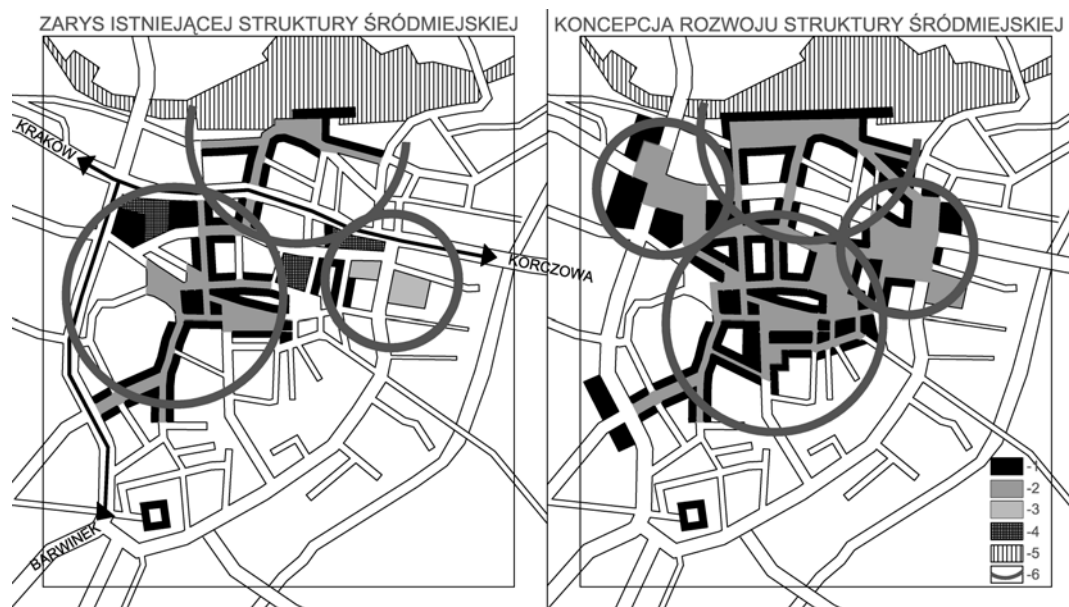 ZARYS ISTNIEJĄCEJ STRUKTURY ŚRÓDMIEJSKIEJ
KONCEPCJA ROZWOJU STRUKTURY ŚRÓDMIEJSKIEJ
KRAKÓW
KORCZOWA
BARWINEK
-1
-2
-3
-4
-5
-6